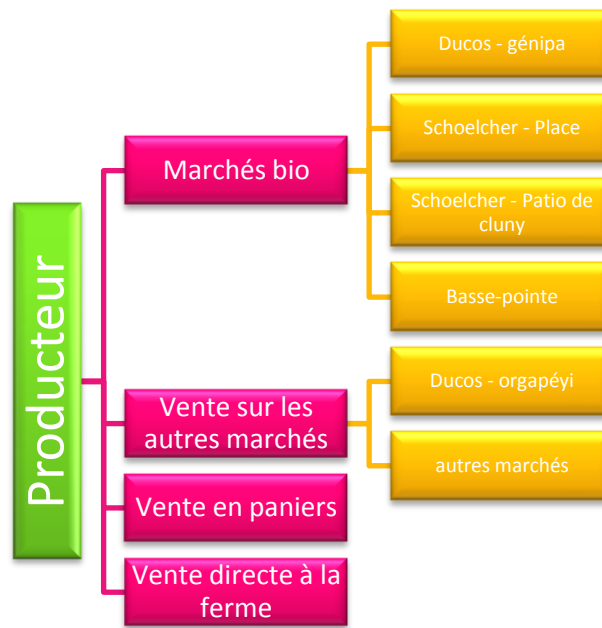 Producteur
Marchés bio
Ducos - génipa
Schoelcher - Place
Schoelcher - Patio de
cluny
Basse-pointe
Vente sur les
autres marchés
Ducos - orgapéyi
autres marchés
Vente en paniers
Vente directe à la
ferme